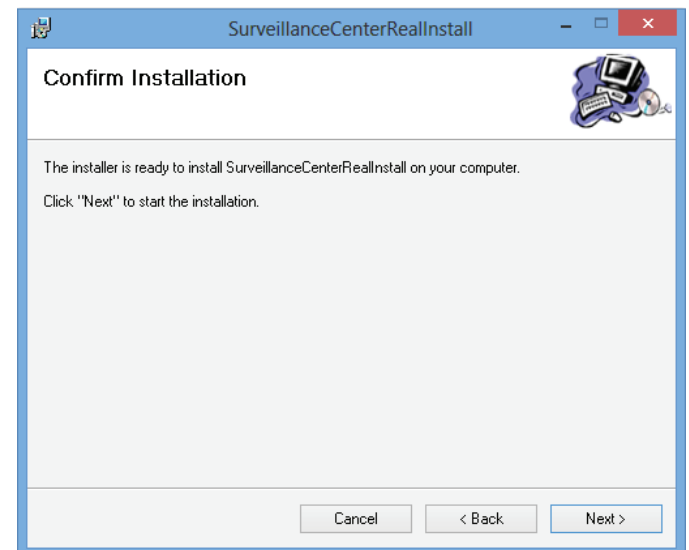 SurveillanceCenterRealInstall
Confirm Installation
The installer is ready to install SurveillanceCenterRealInstall on your computer.
Click "Next" to start the installation.
Cancel
< Back
Next >